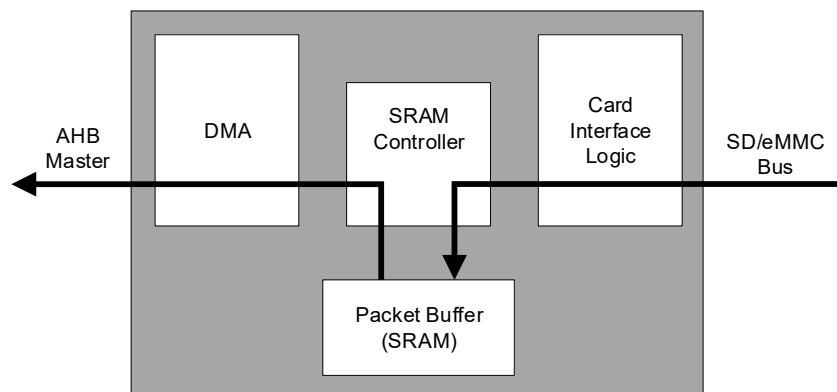 AHB
Master
DMA
SRAM
Controller
Card
Interface
Logic
SD/eMMC
Bus
Packet Buffer
(SRAM)